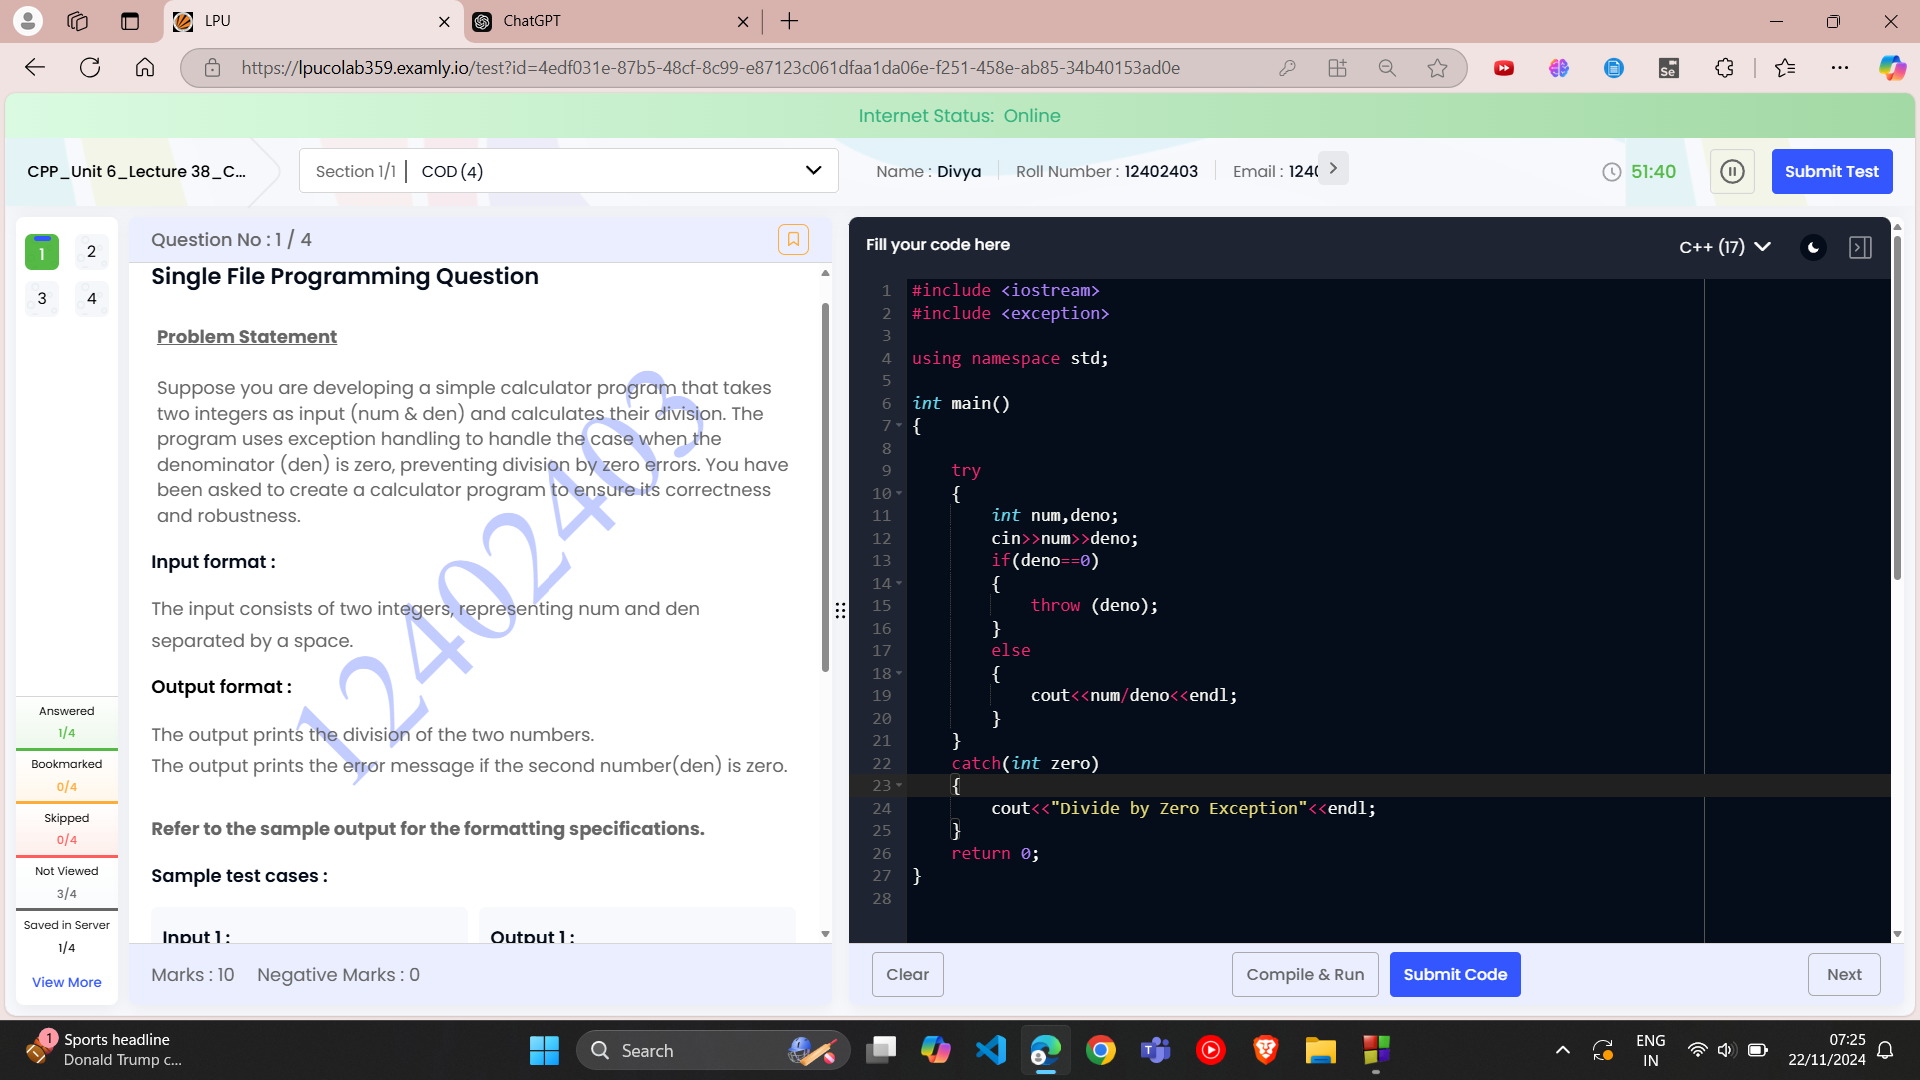 LPU
ChatGPT
https://lpucolab359.examly.io/test?id=4edf031e-87b5-48cf-8c99-e87123c061dfaa1da06e-f251-458e-ab85-34b40153ad0e
Internet Status: Online
CPP_Unit 6_Lecture 38_C...
Section 1/1 | COD (4)
Name : Divya
Roll Number : 12402403
Email : 1240
51:40
Submit Test
1
2
3
4
Answered
1/4
Bookmarked
0/4
Skipped
0/4
Not Viewed
3/4
Saved in Server
1/4
View More
Question No : 1 / 4
Single File Programming Question
Problem Statement
Suppose you are developing a simple calculator program that takes
two integers as input (num & den) and calculates their division. The
program uses exception handling to handle the case when the
denominator (den) is zero, preventing division by zero errors. You have
been asked to create a calculator program to ensure its correctness
and robustness.
Input format :
The input consists of two integers, representing num and den
separated by a space.
Output format :
The output prints the division of the two numbers.
The output prints the error message if the second number(den) is zero.
Refer to the sample output for the formatting specifications.
Sample test cases :
Input 1 :
Output 1 :
12402403
Marks : 10
Negative Marks : 0
Fill your code here
C++ (17)
1 #include <iostream>
2 #include <exception>
3
4 using namespace std;
5
6 int main()
7 {
8
9 try
10 {
11 int num,deno;
12 cin>>num>>deno;
13 if(deno==0)
14 {
15 throw (deno);
16 }
17 else
18 {
19 cout<<num/deno<<endl;
20 }
21 }
22 catch(int zero)
23 {
24 cout<<"Divide by Zero Exception"<<endl;
25 }
26 return 0;
27 }
28
Clear
Compile & Run
Submit Code
Next
1
Sports headline
Donald Trump c...
Search
ENG
IN
07:25
22/11/2024